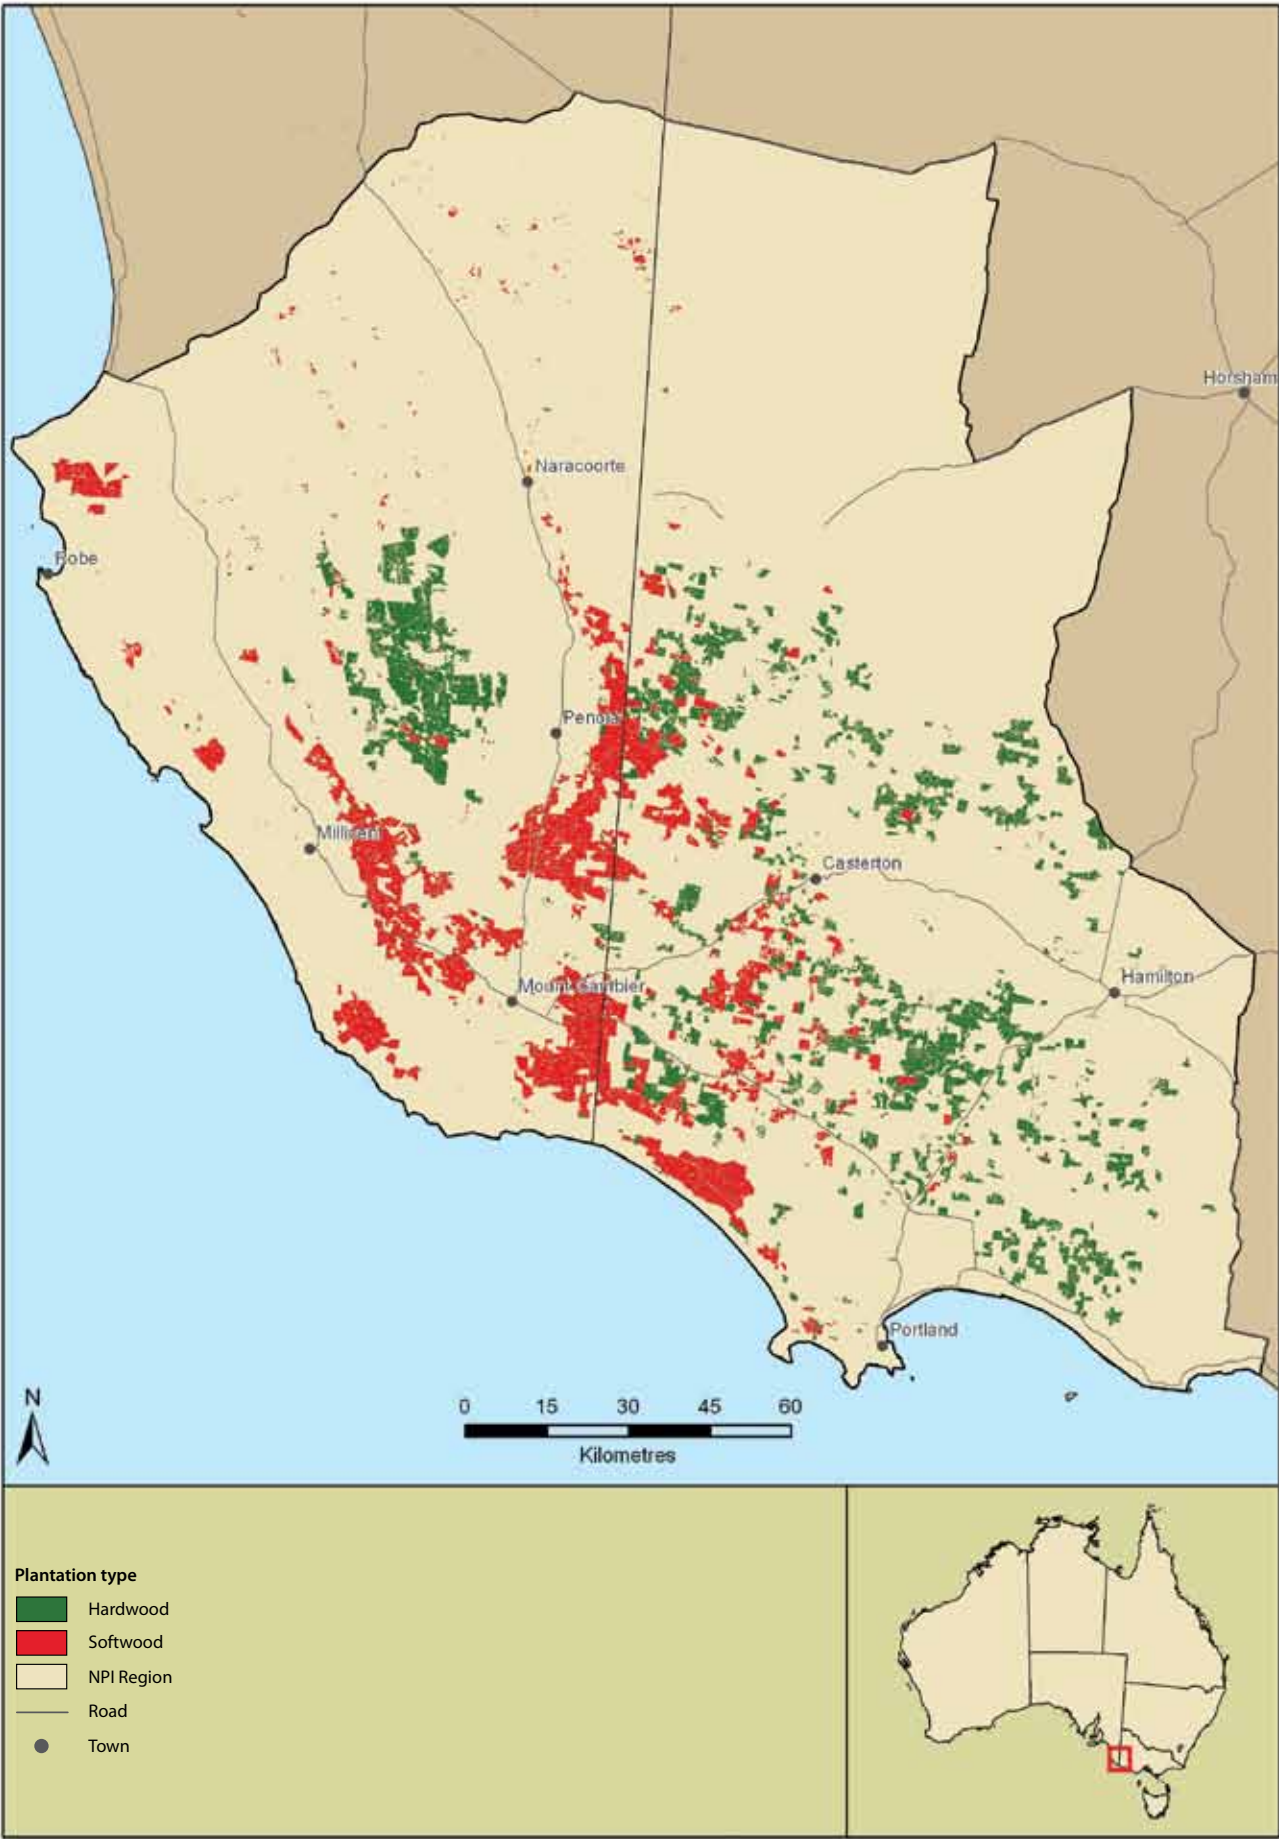 Horsham
Naracoorte
Robe
Penola
Millicent
Casterton
Mount Gambier
Hamilton
Portland
N
0 15 30 45 60
Kilometres
Plantation type
Hardwood
Softwood
NPI Region
Road
Town